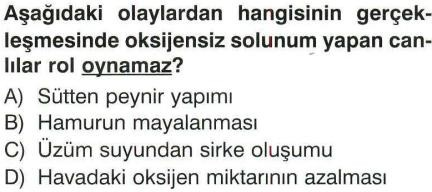 Aşağıdaki olaylardan hangisinin gerçek-
leşmesinde oksijensiz solunum yapan can-
lılar rol oynamaz?
A) Sütten peynir yapımı
B) Hamurun mayalanması
C) Üzüm suyundan sirke oluşumu
D) Havadaki oksijen miktarının azalması